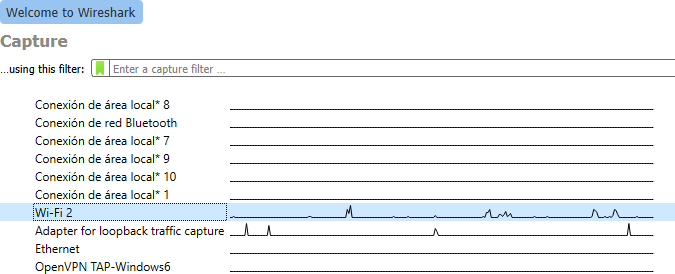 Welcome to Wireshark
Capture
...using this filter: Enter a capture filter ...
Conexión de área local* 8
Conexión de red Bluetooth
Conexión de área local* 7
Conexión de área local* 9
Conexión de área local* 10
Conexión de área local* 1
Wi-Fi 2
Adapter for loopback traffic capture
Ethernet
OpenVPN TAP-Windows6